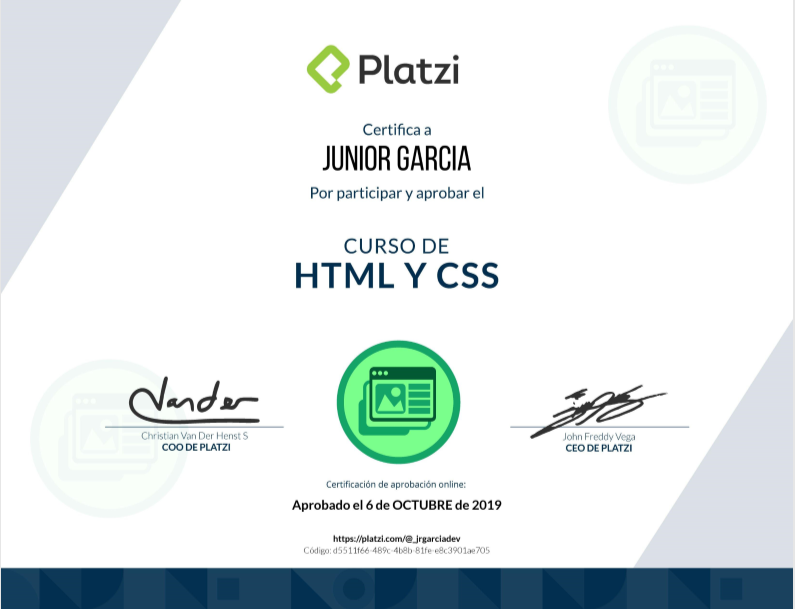 Platzi
Certifica a
JUNIOR GARCIA
Por participar y aprobar el
CURSO DE
HTML Y CSS
Vander
Christian Van Der Henst S
COO DE PLATZI
John Freddy Vega
CEO DE PLATZI
Certificación de aprobación online:
Aprobado el 6 de OCTUBRE de 2019
https://platzi.com/@_jrgarciadev
Código: d5511f66-489c-4b8b-81fe-e8c3901ae705